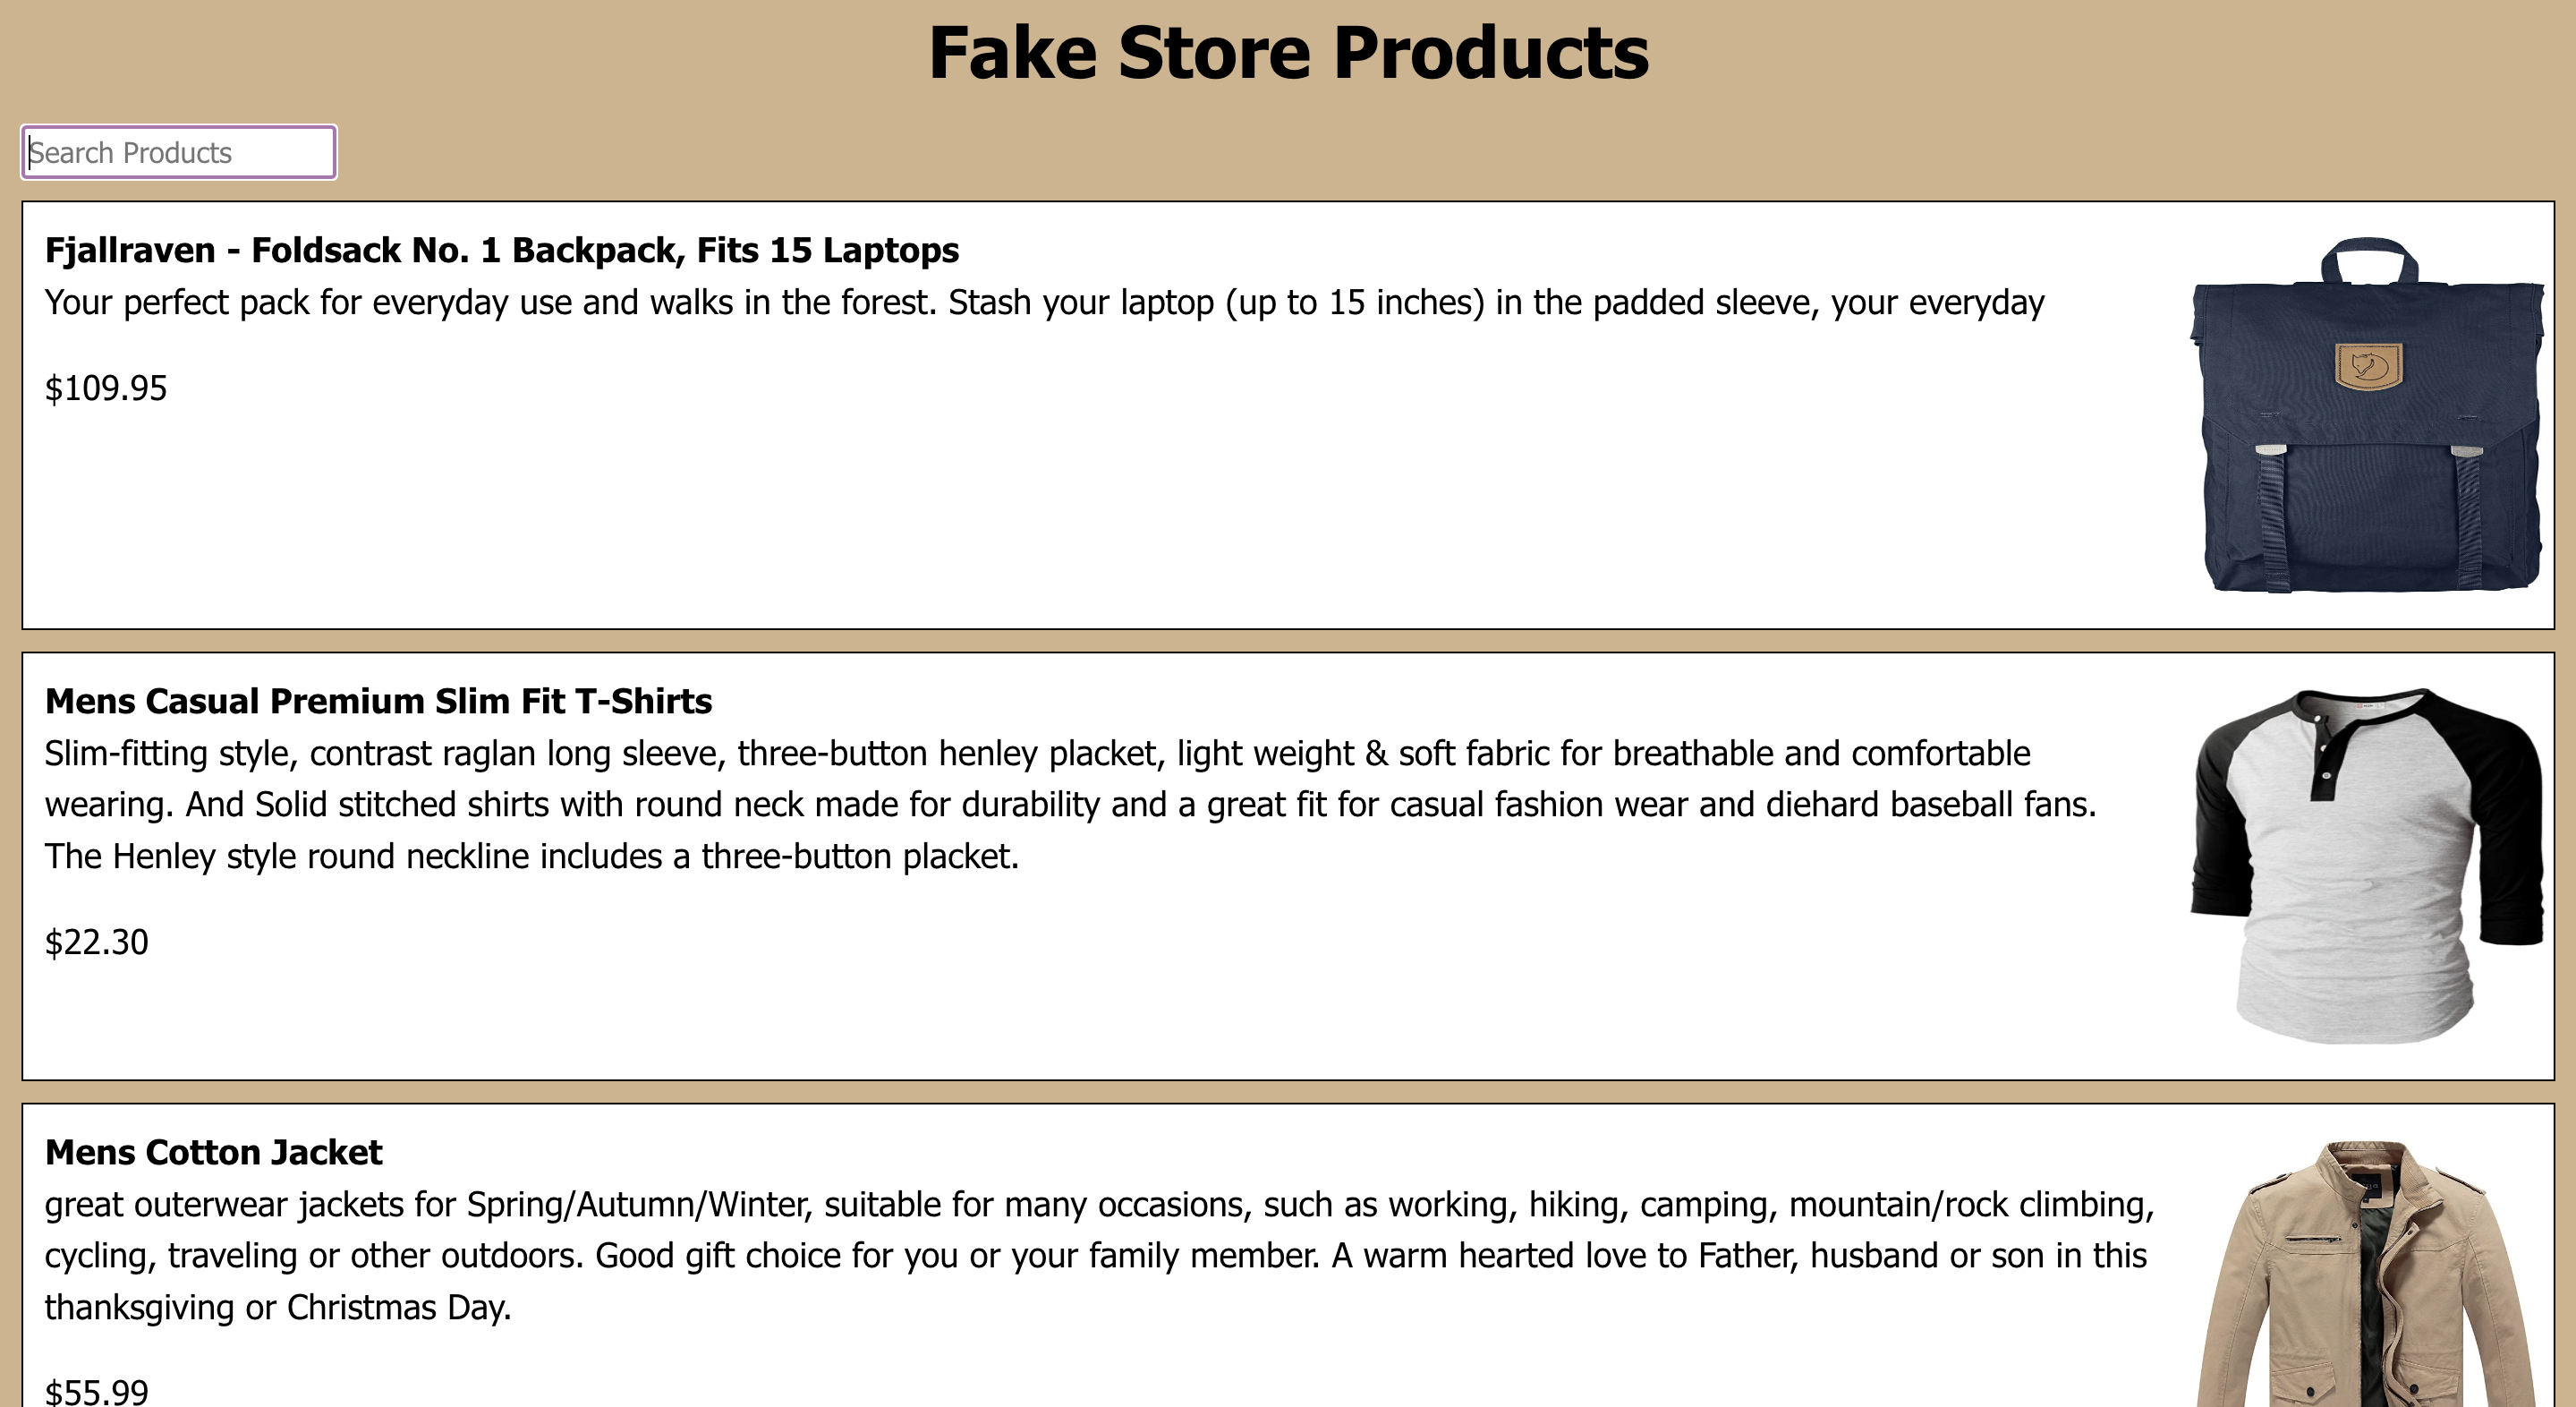 Fake Store Products
Search Products
Fjallraven - Foldsack No. 1 Backpack, Fits 15 Laptops
Your perfect pack for everyday use and walks in the forest. Stash your laptop (up to 15 inches) in the padded sleeve, your everyday
$109.95
Mens Casual Premium Slim Fit T-Shirts
Slim-fitting style, contrast raglan long sleeve, three-button henley placket, light weight & soft fabric for breathable and comfortable
wearing. And Solid stitched shirts with round neck made for durability and a great fit for casual fashion wear and diehard baseball fans.
The Henley style round neckline includes a three-button placket.
$22.30
Mens Cotton Jacket
great outerwear jackets for Spring/Autumn/Winter, suitable for many occasions, such as working, hiking, camping, mountain/rock climbing,
cycling, traveling or other outdoors. Good gift choice for you or your family member. A warm hearted love to Father, husband or son in this
thanksgiving or Christmas Day.
$55.99